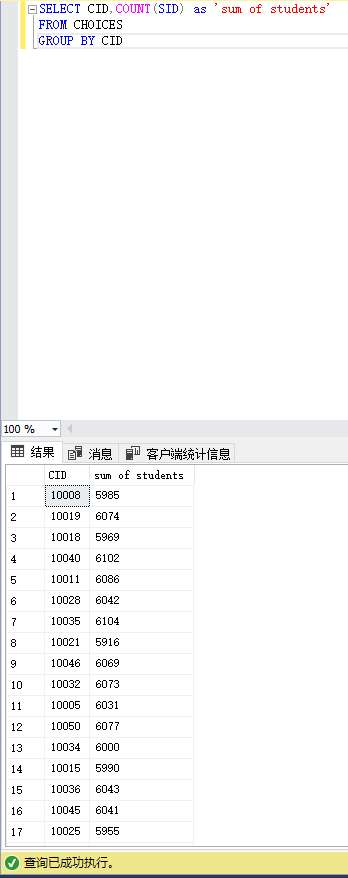 SELECT CID,COUNT(SID) as 'sum of students'
FROM CHOICES
GROUP BY CID
100 %
结果 消息 客户端统计信息
CID sum of students
1 10008 5985
2 10019 6074
3 10018 5969
4 10040 6102
5 10011 6086
6 10028 6042
7 10035 6104
8 10021 5916
9 10046 6069
10 10032 6073
11 10005 6031
12 10050 6077
13 10034 6000
14 10015 5990
15 10036 6043
16 10045 6041
17 10025 5955
查询已成功执行。